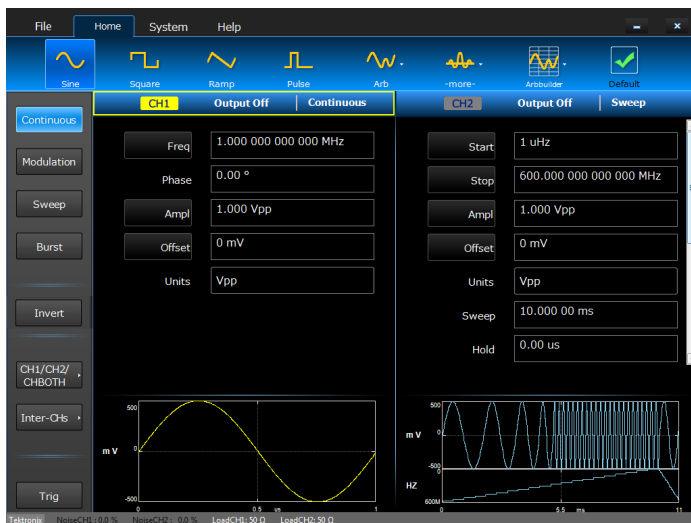 File Home System Help
Sine Square Ramp Pulse Arb -more- Arbbuilder Default
Continuous
Modulation
Sweep
Burst
Invert
CH1/CH2/
CHBOTH
Inter-CHs
Trig
CH1 Output Off Continuous
Freq 1.000 000 000 000 MHz
Phase 0.00 °
Ampl 1.000 Vpp
Offset 0 mV
Units Vpp
500
m V 0
-500
0 0.5 us 1
CH2 Output Off Sweep
Start 1 uHz
Stop 600.000 000 000 000 MHz
Ampl 1.000 Vpp
Offset 0 mV
Units Vpp
Sweep 10.000 00 ms
Hold 0.00 us
500
m V 0
-500
HZ
600M
0 5.5 ms 11
Tektronix NoiseCH1: 0.0 % NoiseCH2: 0.0 % LoadCH1: 50 Ω LoadCH2: 50 Ω